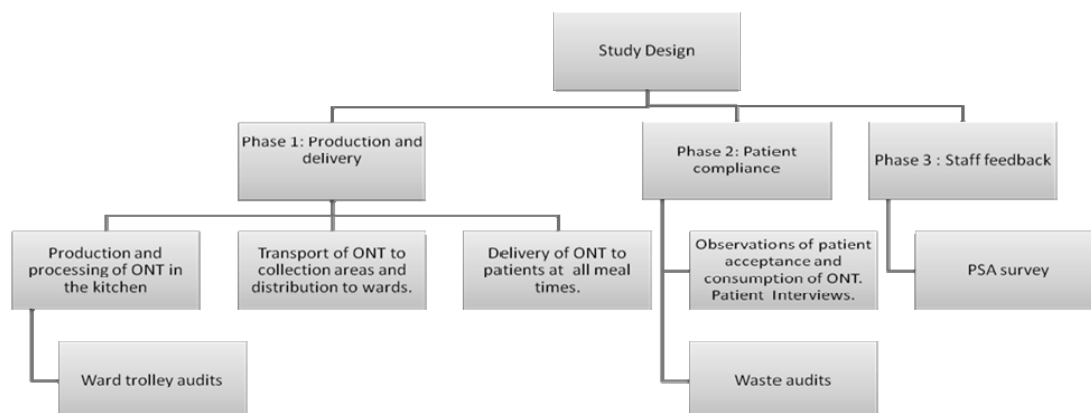 Study Design
Phase 1: Production and
delivery
Phase 2: Patient
compliance
Phase 3 : Staff feedback
Production and
processing of ONT in
the kitchen
Transport of ONT to
collection areas and
distribution to wards.
Delivery of ONT to
patients at all meal
times.
Observations of patient
acceptance and
consumption of ONT.
Patient Interviews.
PSA survey
Ward trolley audits
Waste audits